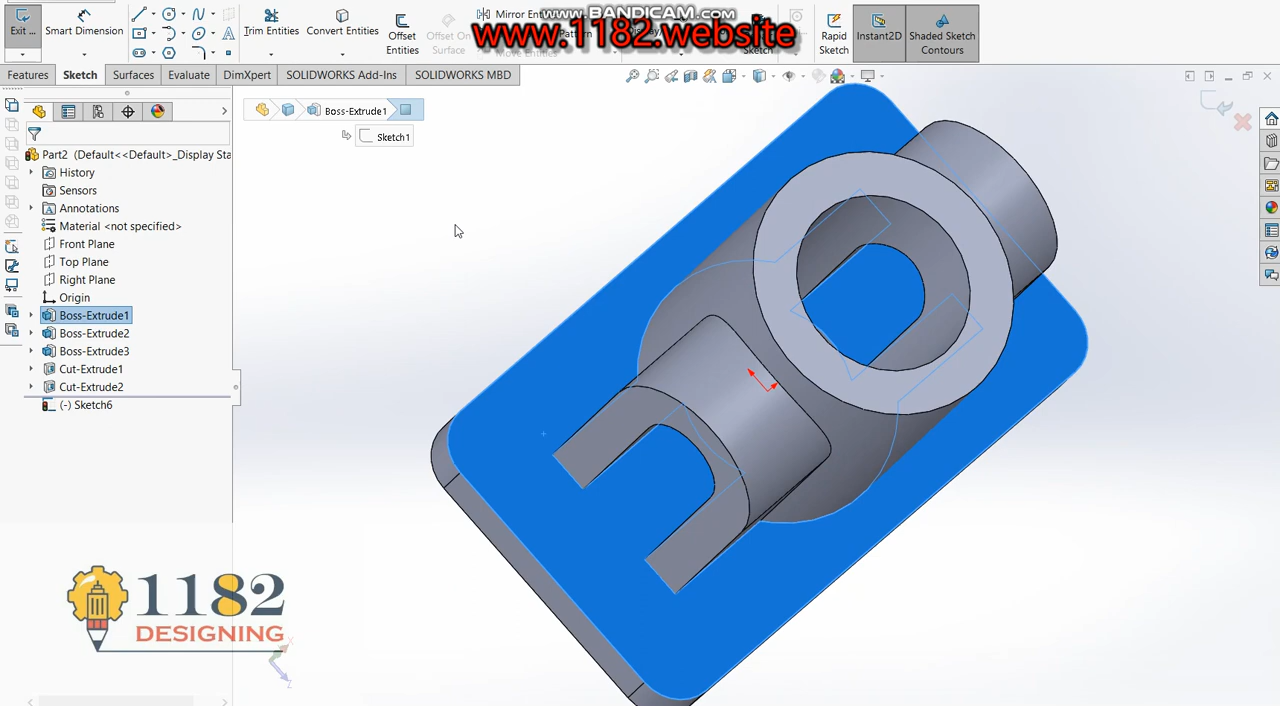 www.BANDICAM.com
www.1182.website
Exit ...
Smart Dimension
Trim Entities
Convert Entities
Offset Entities
Offset On Surface
Mirror Entities
Pattern
Move Entities
Sketch
Rapid Sketch
Instant2D
Shaded Sketch Contours
Features
Sketch
Surfaces
Evaluate
DimXpert
SOLIDWORKS Add-Ins
SOLIDWORKS MBD
Boss-Extrude1
Sketch1
Part2 (Default<<Default>_Display Sta
History
Sensors
Annotations
Material <not specified>
Front Plane
Top Plane
Right Plane
Origin
Boss-Extrude1
Boss-Extrude2
Boss-Extrude3
Cut-Extrude1
Cut-Extrude2
(-) Sketch6
1182
DESIGNING